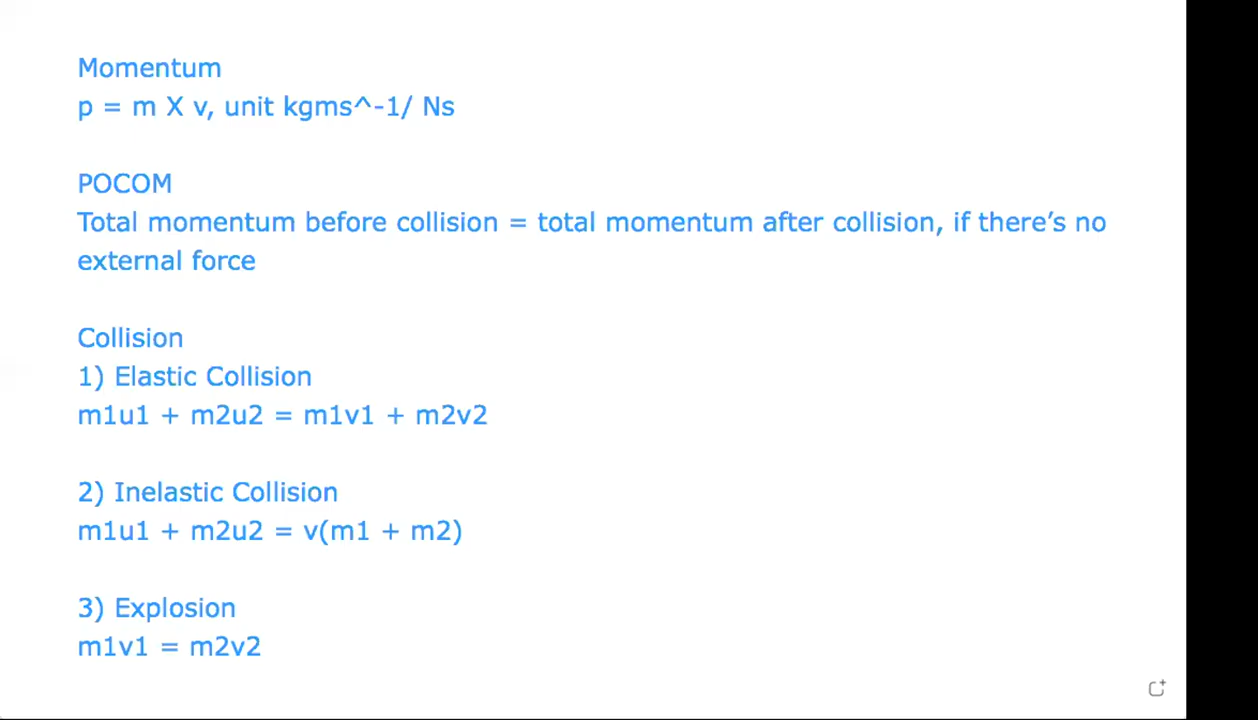 Momentum
p = m X v, unit kgms^-1/ Ns
POCOM
Total momentum before collision = total momentum after collision, if there’s no
external force
Collision
1) Elastic Collision
m1u1 + m2u2 = m1v1 + m2v2
2) Inelastic Collision
m1u1 + m2u2 = v(m1 + m2)
3) Explosion
m1v1 = m2v2